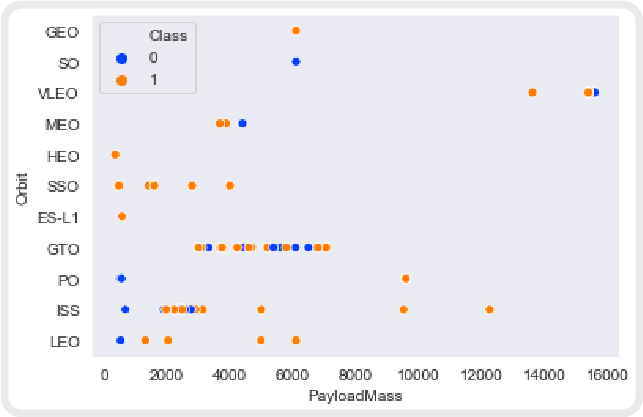 Class
0
1
GEO
SO
VLEO
MEO
HEO
SSO
ES-L1
GTO
PO
ISS
LEO
Orbit
0 2000 4000 6000 8000 10000 12000 14000 16000
PayloadMass